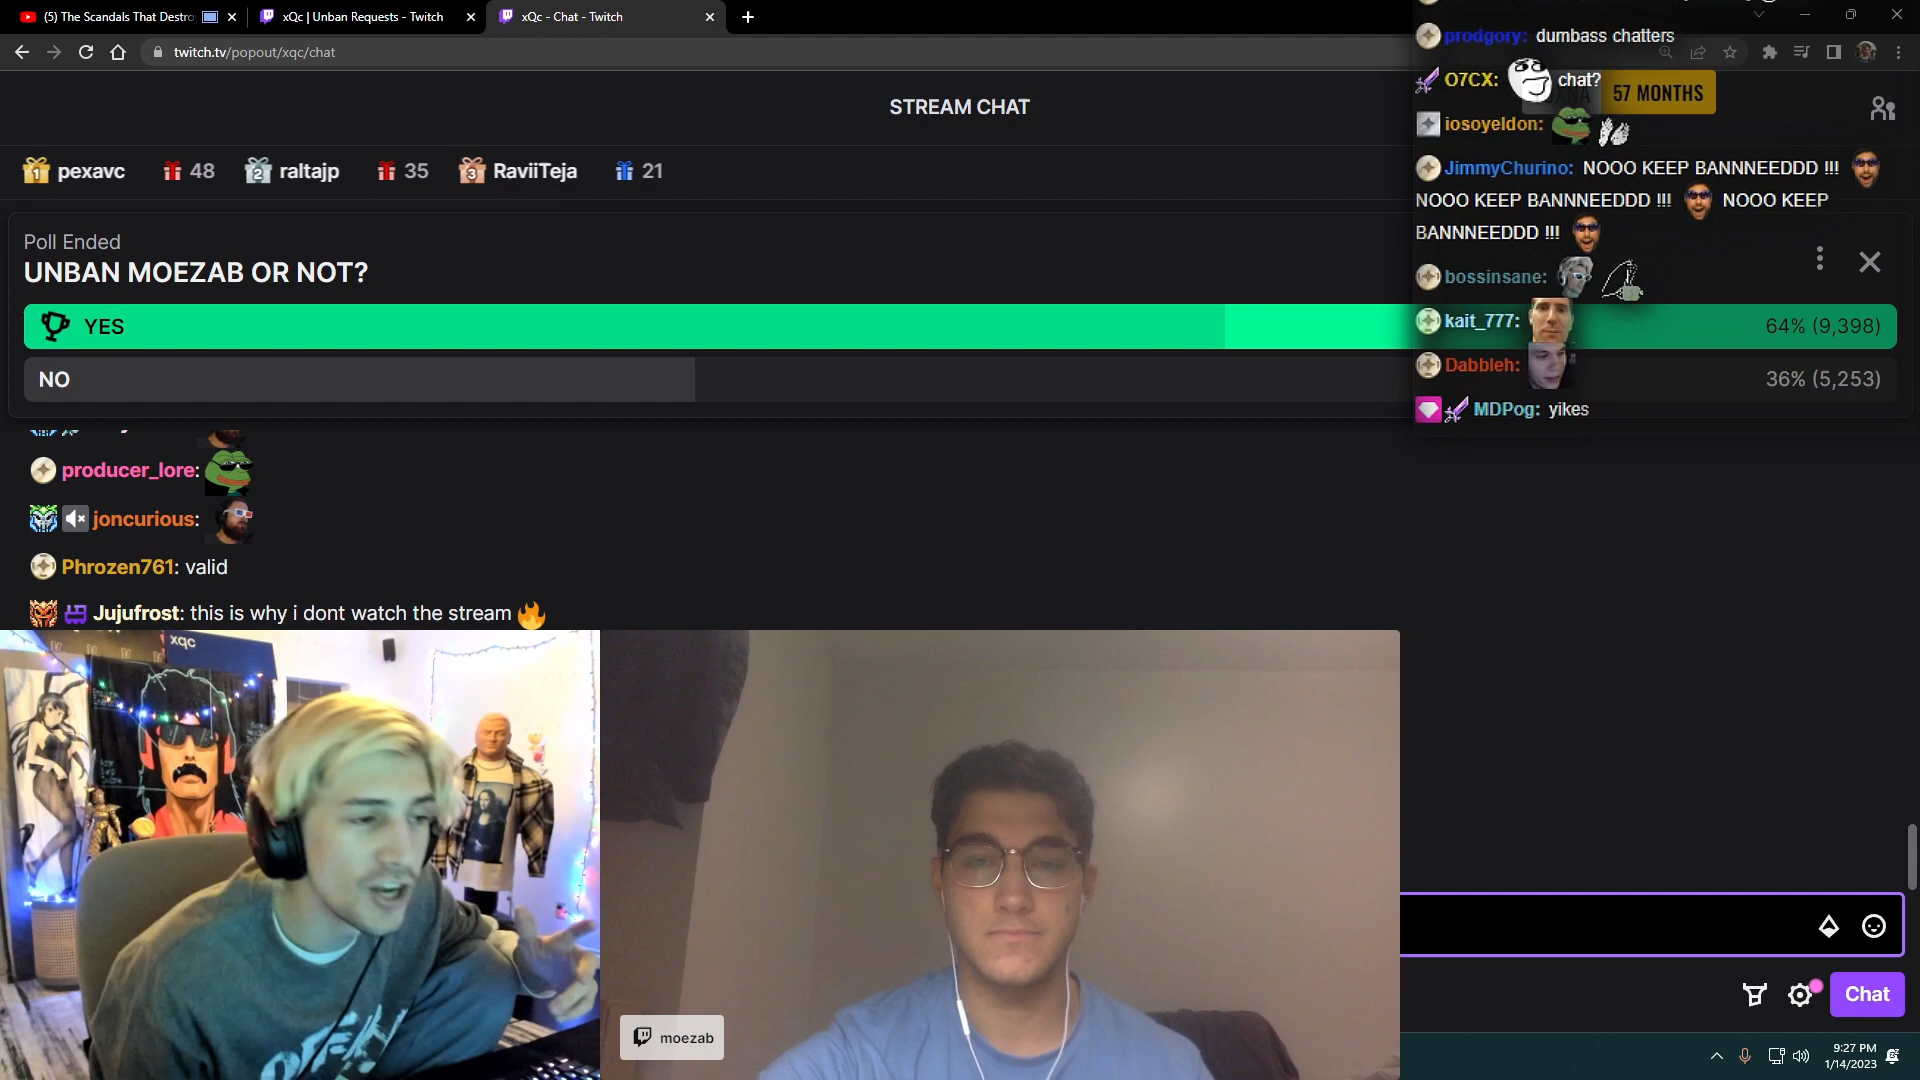 (5) The Scandals That Destro
xQc | Unban Requests - Twitch
xQc - Chat - Twitch
twitch.tv/popout/xqc/chat
STREAM CHAT
57 MONTHS
1 pexavc 48
2 raltajp 35
3 RaviiTeja 21
Poll Ended
UNBAN MOEZAB OR NOT?
YES
64% (9,398)
NO
36% (5,253)
prodgory: dumbass chatters
O7CX: chat?
iosoyeldon:
JimmyChurino: NOOO KEEP BANNNEEDDD !!!
NOOO KEEP BANNNEEDDD !!! NOOO KEEP
BANNNEEDDD !!!
bossinsane:
kait_777:
Dabbleh:
MDPog: yikes
producer_lore:
joncurious:
Phrozen761: valid
Jujufrost: this is why i dont watch the stream
xqc
moezab
Chat
9:27 PM
1/14/2023